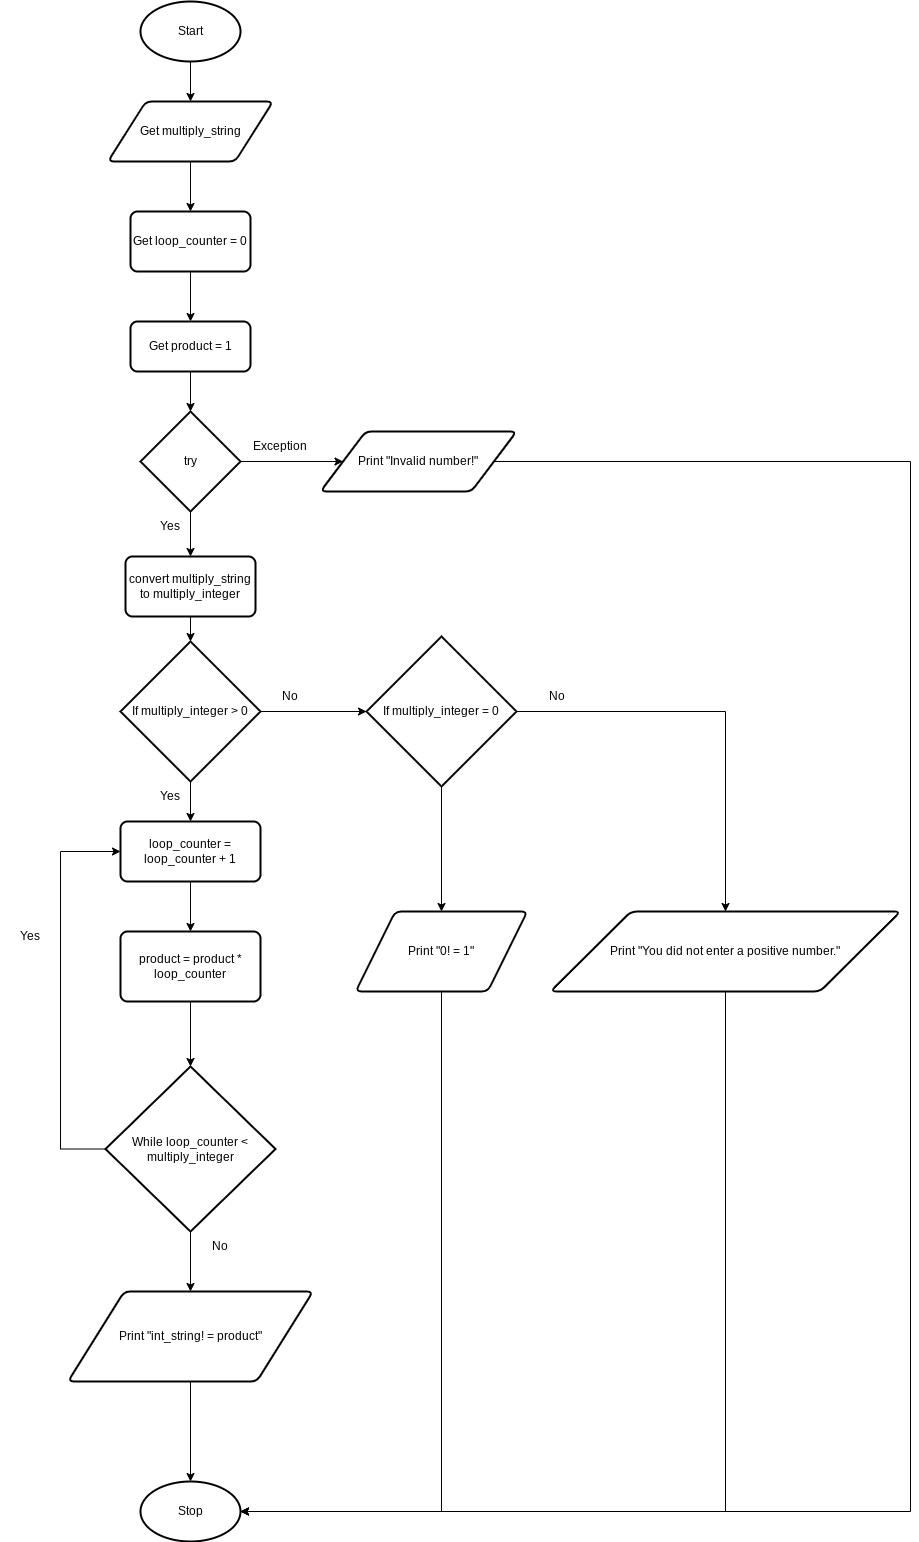 Start
Get multiply_string
Get loop_counter = 0
Get product = 1
try
Exception
Print "Invalid number!"
Yes
convert multiply_string
to multiply_integer
If multiply_integer > 0
No
If multiply_integer = 0
No
Yes
loop_counter =
loop_counter + 1
Yes
product = product *
loop_counter
Print "0! = 1"
Print "You did not enter a positive number."
While loop_counter <
multiply_integer
No
Print "int_string! = product"
Stop